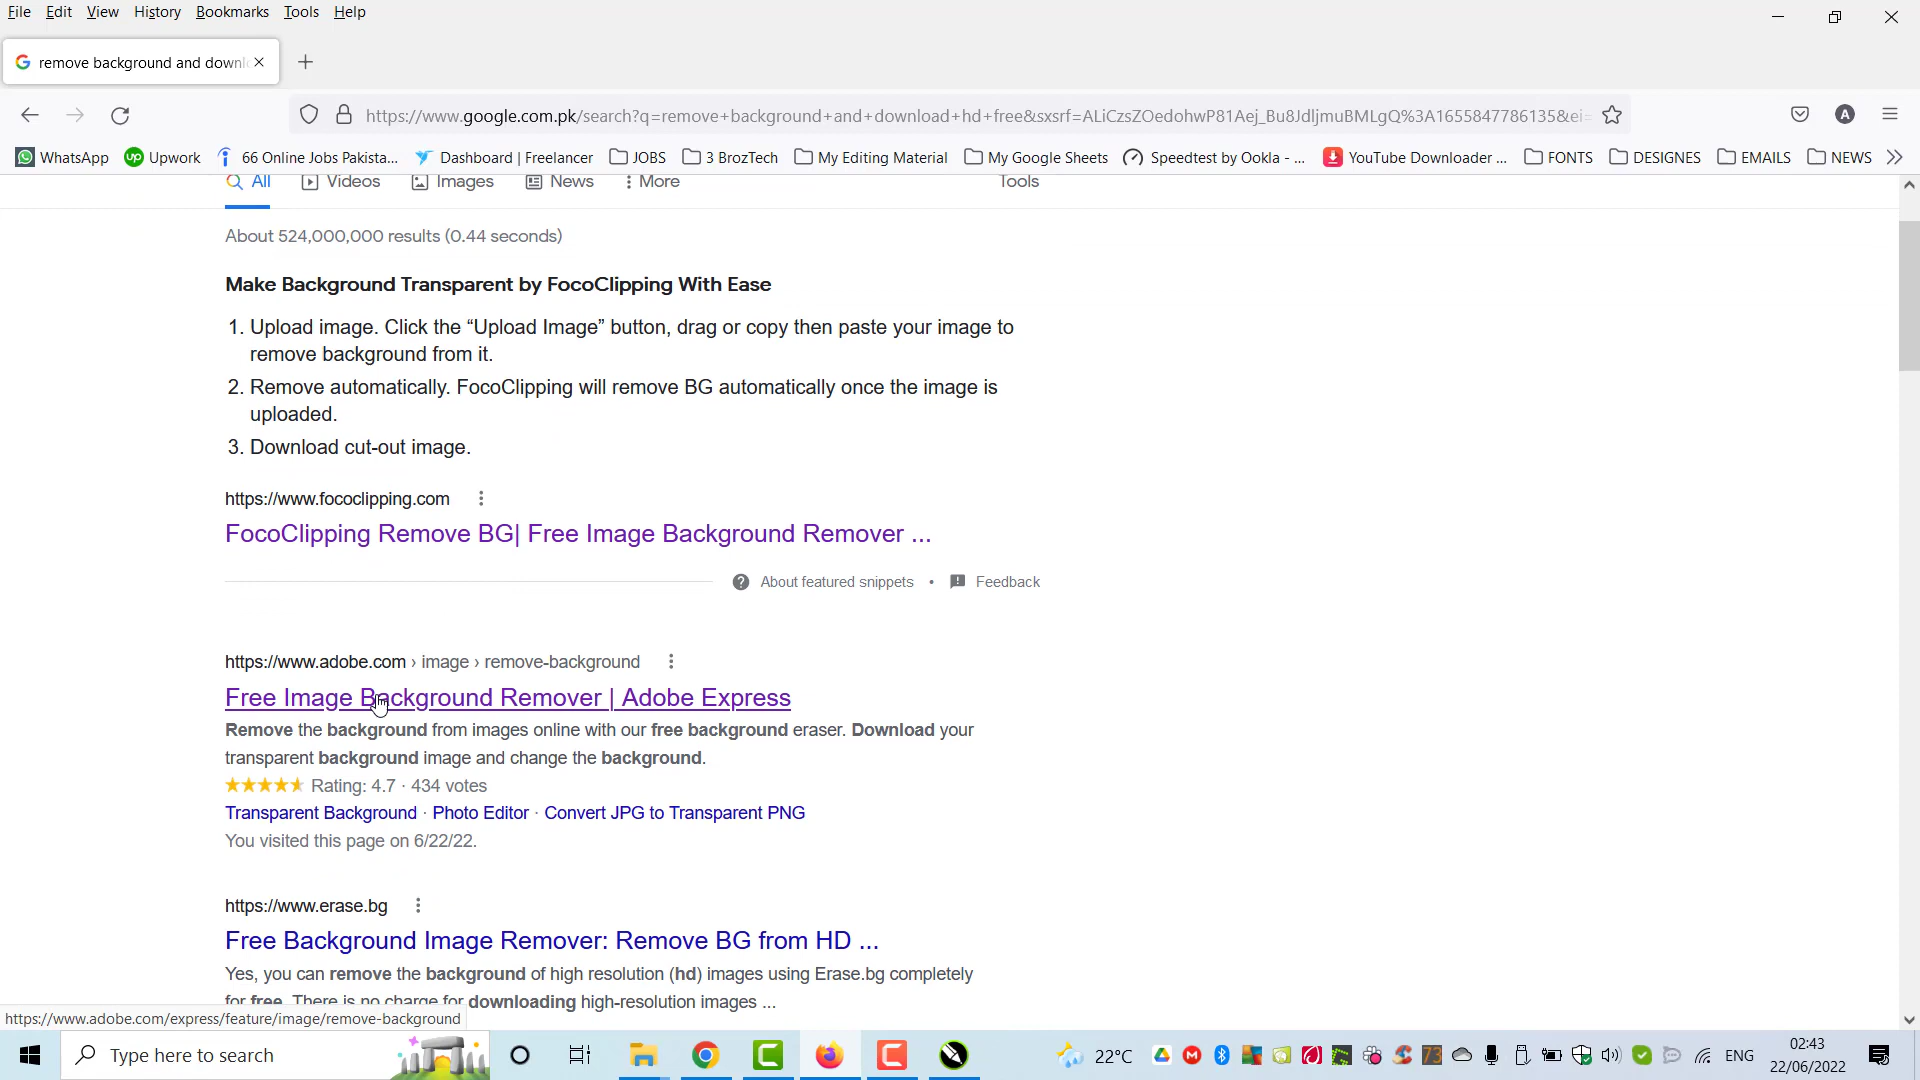 File Edit View History Bookmarks Tools Help
remove background and downl
https://www.google.com.pk/search?q=remove+background+and+download+hd+free&sxsrf=ALiCzsZOedohwP81Aej_Bu8JdljmuBMLgQ%3A1655847786135&ei=
WhatsApp Upwork 66 Online Jobs Pakista... Dashboard | Freelancer JOBS 3 BrozTech My Editing Material My Google Sheets Speedtest by Ookla - ... YouTube Downloader ... FONTS DESIGNES EMAILS NEWS
All Videos Images News More Tools
About 524,000,000 results (0.44 seconds)
Make Background Transparent by FocoClipping With Ease
1. Upload image. Click the “Upload Image” button, drag or copy then paste your image to
remove background from it.
2. Remove automatically. FocoClipping will remove BG automatically once the image is
uploaded.
3. Download cut-out image.
https://www.fococlipping.com
FocoClipping Remove BG| Free Image Background Remover ...
About featured snippets • Feedback
https://www.adobe.com › image › remove-background
Free Image Background Remover | Adobe Express
Remove the background from images online with our free background eraser. Download your
transparent background image and change the background.
Rating: 4.7 · 434 votes
Transparent Background · Photo Editor · Convert JPG to Transparent PNG
You visited this page on 6/22/22.
https://www.erase.bg
Free Background Image Remover: Remove BG from HD ...
Yes, you can remove the background of high resolution (hd) images using Erase.bg completely
for free. There is no charge for downloading high-resolution images ...
https://www.adobe.com/express/feature/image/remove-background
Type here to search
22°C
73
ENG
02:43
22/06/2022